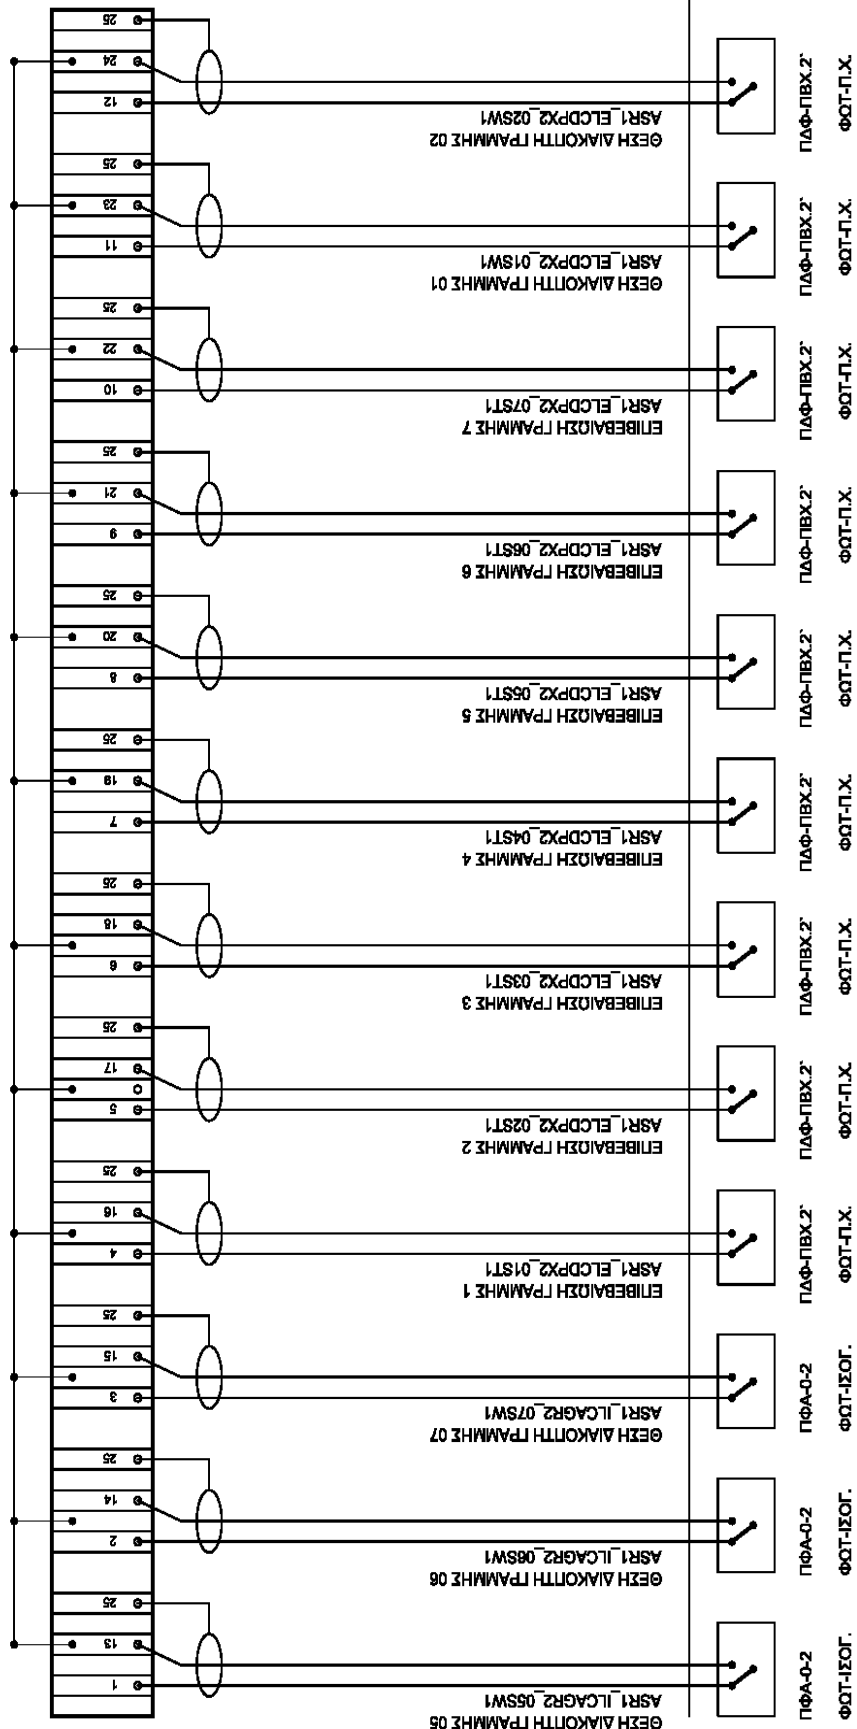 ΘΕΣΗ ΔΙΑΚΟΠΤΗ ΓΡΑΜΜΗΣ 05
ASR1_ILCAGR2_05SW1
1
13
25
ΠΦΑ-0-2
ΦΩΤ-ΙΣΟΓ.
ΘΕΣΗ ΔΙΑΚΟΠΤΗ ΓΡΑΜΜΗΣ 06
ASR1_ILCAGR2_06SW1
2
14
25
ΠΦΑ-0-2
ΦΩΤ-ΙΣΟΓ.
ΘΕΣΗ ΔΙΑΚΟΠΤΗ ΓΡΑΜΜΗΣ 07
ASR1_ILCAGR2_07SW1
3
15
25
ΠΦΑ-0-2
ΦΩΤ-ΙΣΟΓ.
ΕΠΙΒΕΒΑΙΩΣΗ ΓΡΑΜΜΗΣ 1
ASR1_ELCDPX2_01ST1
4
16
25
ΠΔΦ-ΠΒΧ.2`
ΦΩΤ-Π.Χ.
ΕΠΙΒΕΒΑΙΩΣΗ ΓΡΑΜΜΗΣ 2
ASR1_ELCDPX2_02ST1
5
17
25
ΠΔΦ-ΠΒΧ.2`
ΦΩΤ-Π.Χ.
ΕΠΙΒΕΒΑΙΩΣΗ ΓΡΑΜΜΗΣ 3
ASR1_ELCDPX2_03ST1
6
18
25
ΠΔΦ-ΠΒΧ.2`
ΦΩΤ-Π.Χ.
ΕΠΙΒΕΒΑΙΩΣΗ ΓΡΑΜΜΗΣ 4
ASR1_ELCDPX2_04ST1
7
19
25
ΠΔΦ-ΠΒΧ.2`
ΦΩΤ-Π.Χ.
ΕΠΙΒΕΒΑΙΩΣΗ ΓΡΑΜΜΗΣ 5
ASR1_ELCDPX2_05ST1
8
20
25
ΠΔΦ-ΠΒΧ.2`
ΦΩΤ-Π.Χ.
ΕΠΙΒΕΒΑΙΩΣΗ ΓΡΑΜΜΗΣ 6
ASR1_ELCDPX2_06ST1
9
21
25
ΠΔΦ-ΠΒΧ.2`
ΦΩΤ-Π.Χ.
ΕΠΙΒΕΒΑΙΩΣΗ ΓΡΑΜΜΗΣ 7
ASR1_ELCDPX2_07ST1
10
22
25
ΠΔΦ-ΠΒΧ.2`
ΦΩΤ-Π.Χ.
ΘΕΣΗ ΔΙΑΚΟΠΤΗ ΓΡΑΜΜΗΣ 01
ASR1_ELCDPX2_01SW1
11
23
25
ΠΔΦ-ΠΒΧ.2`
ΦΩΤ-Π.Χ.
ΘΕΣΗ ΔΙΑΚΟΠΤΗ ΓΡΑΜΜΗΣ 02
ASR1_ELCDPX2_02SW1
12
24
25
ΠΔΦ-ΠΒΧ.2`
ΦΩΤ-Π.Χ.